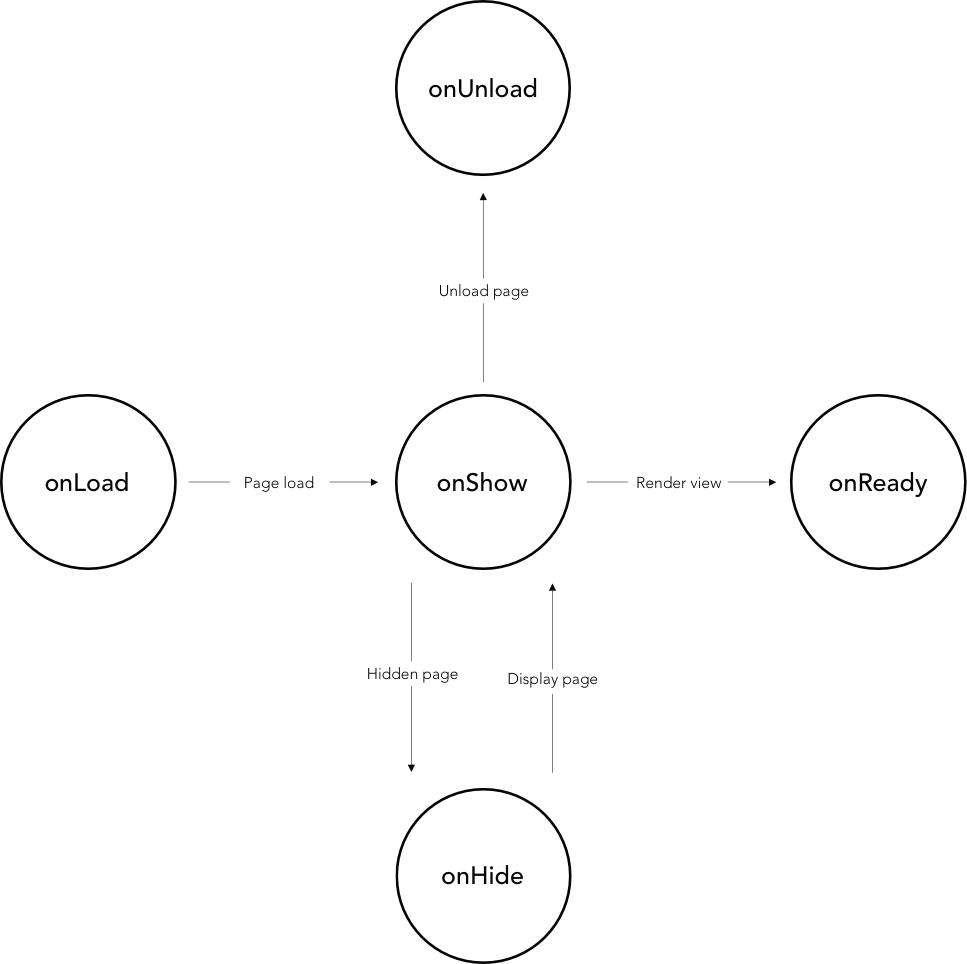 onUnload
Unload page
onLoad
Page load
onShow
Render view
onReady
Hidden page
Display page
onHide